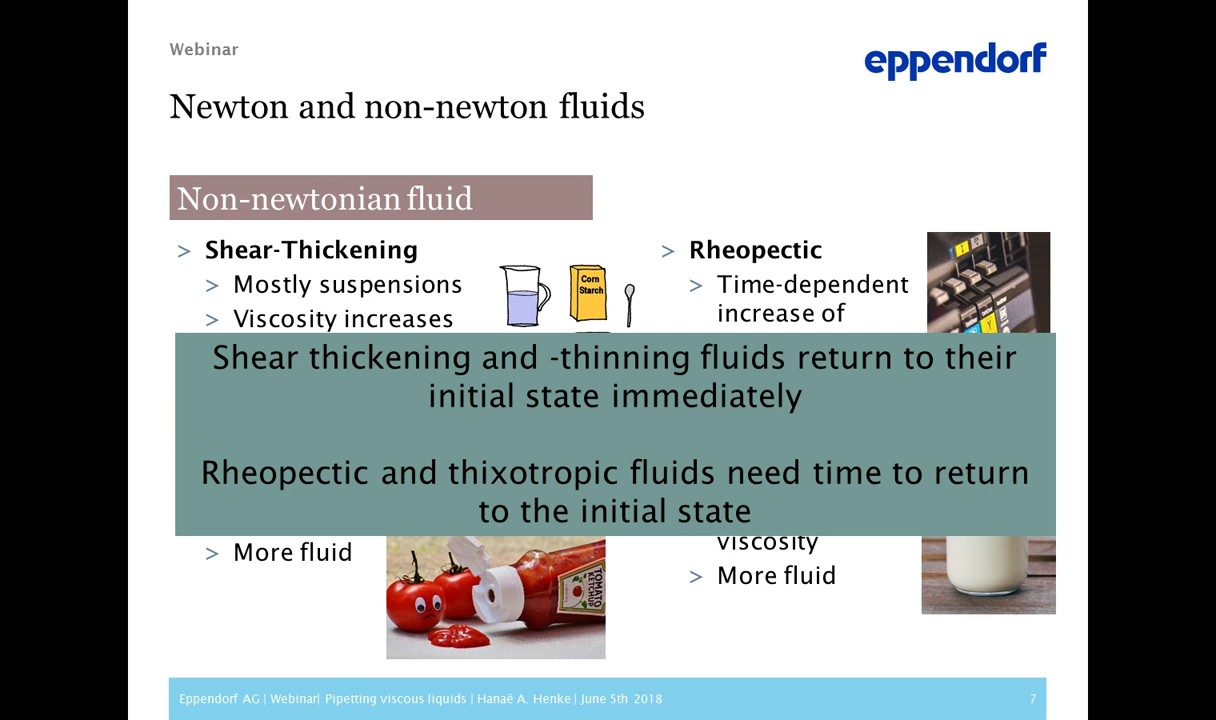 Webinar
eppendorf
Newton and non-newton fluids
Non-newtonian fluid
> Shear-Thickening
> Mostly suspensions
> Viscosity increases
Corn
Starch
> Rheopectic
> Time-dependent
increase of
Shear thickening and -thinning fluids return to their
initial state immediately
Rheopectic and thixotropic fluids need time to return
to the initial state
> More fluid
TOMATO
KETCHUP
viscosity
> More fluid
Eppendorf AG | Webinar| Pipetting viscous liquids | Hanaë A. Henke | June 5th 2018
7